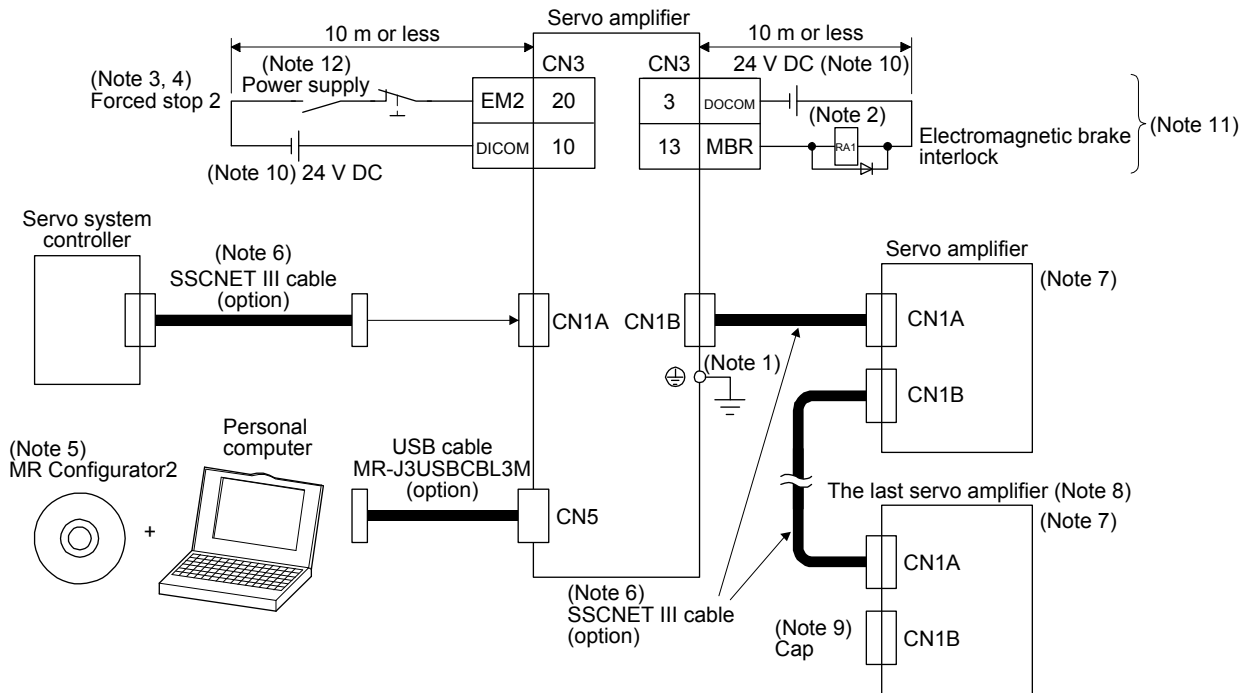 Servo amplifier
10 m or less
10 m or less
(Note 3, 4)
Forced stop 2
(Note 12)
Power supply
CN3
CN3
24 V DC (Note 10)
EM2
20
3
DOCOM
(Note 2)
DICOM
10
13
MBR
RA1
Electromagnetic brake
interlock
(Note 11)
(Note 10) 24 V DC
Servo system
controller
(Note 6)
SSCNET III cable
(option)
CN1A
CN1B
(Note 1)
Servo amplifier
(Note 7)
CN1A
CN1B
(Note 5)
MR Configurator2
+
Personal
computer
USB cable
MR-J3USBCBL3M
(option)
CN5
(Note 6)
SSCNET III cable
(option)
The last servo amplifier (Note 8)
(Note 7)
CN1A
(Note 9)
Cap
CN1B